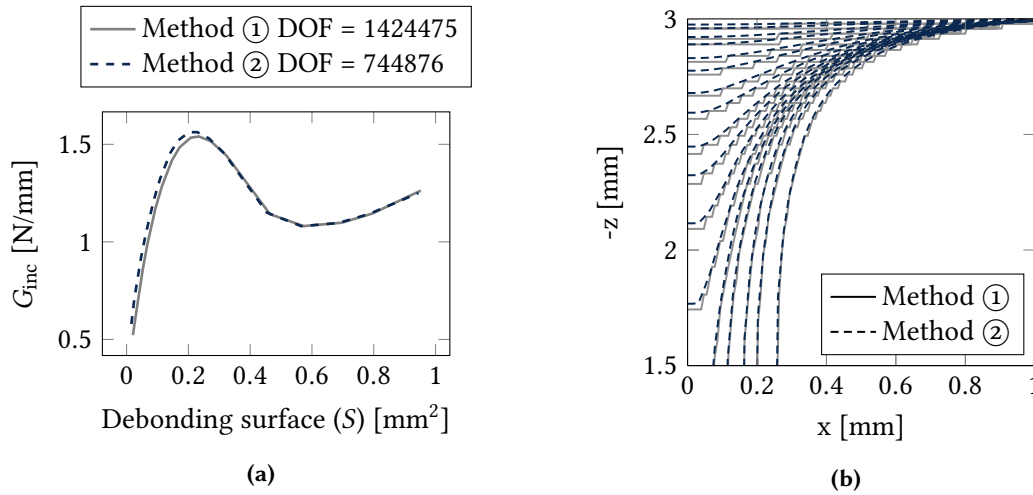 Method ① DOF = 1424475
Method ② DOF = 744876
1.5
1
0.5
G_inc [N/mm]
0 0.2 0.4 0.6 0.8 1
Debonding surface (S) [mm²]
(a)
3
2.5
2
1.5
-z [mm]
Method ①
Method ②
0 0.2 0.4 0.6 0.8 1
x [mm]
(b)